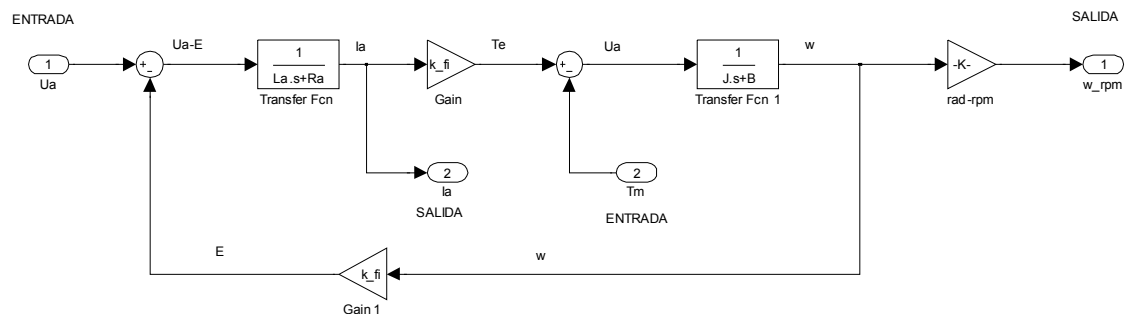 ENTRADA
SALIDA
Ua-E
Ia
Te
Ua
w
1
Ua
+
−
1
La.s+Ra
Transfer Fcn
k_fi
Gain
+
−
1
J.s+B
Transfer Fcn 1
-K-
rad-rpm
1
w_rpm
2
Ia
SALIDA
2
Tm
ENTRADA
E
w
k_fi
Gain 1